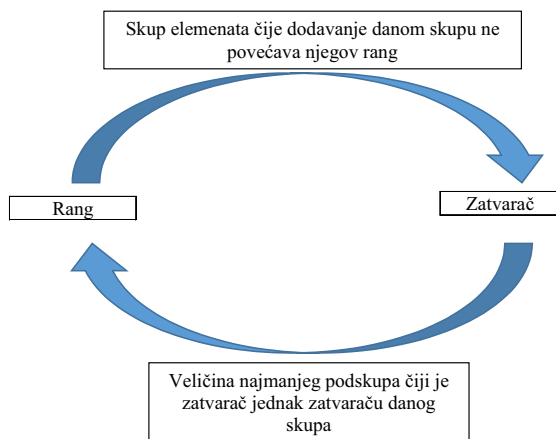 Skup elemenata čije dodavanje danom skupu ne
povećava njegov rang
Rang
Zatvarač
Veličina najmanjeg podskupa čiji je
zatvarač jednak zatvaraču danog
skupa